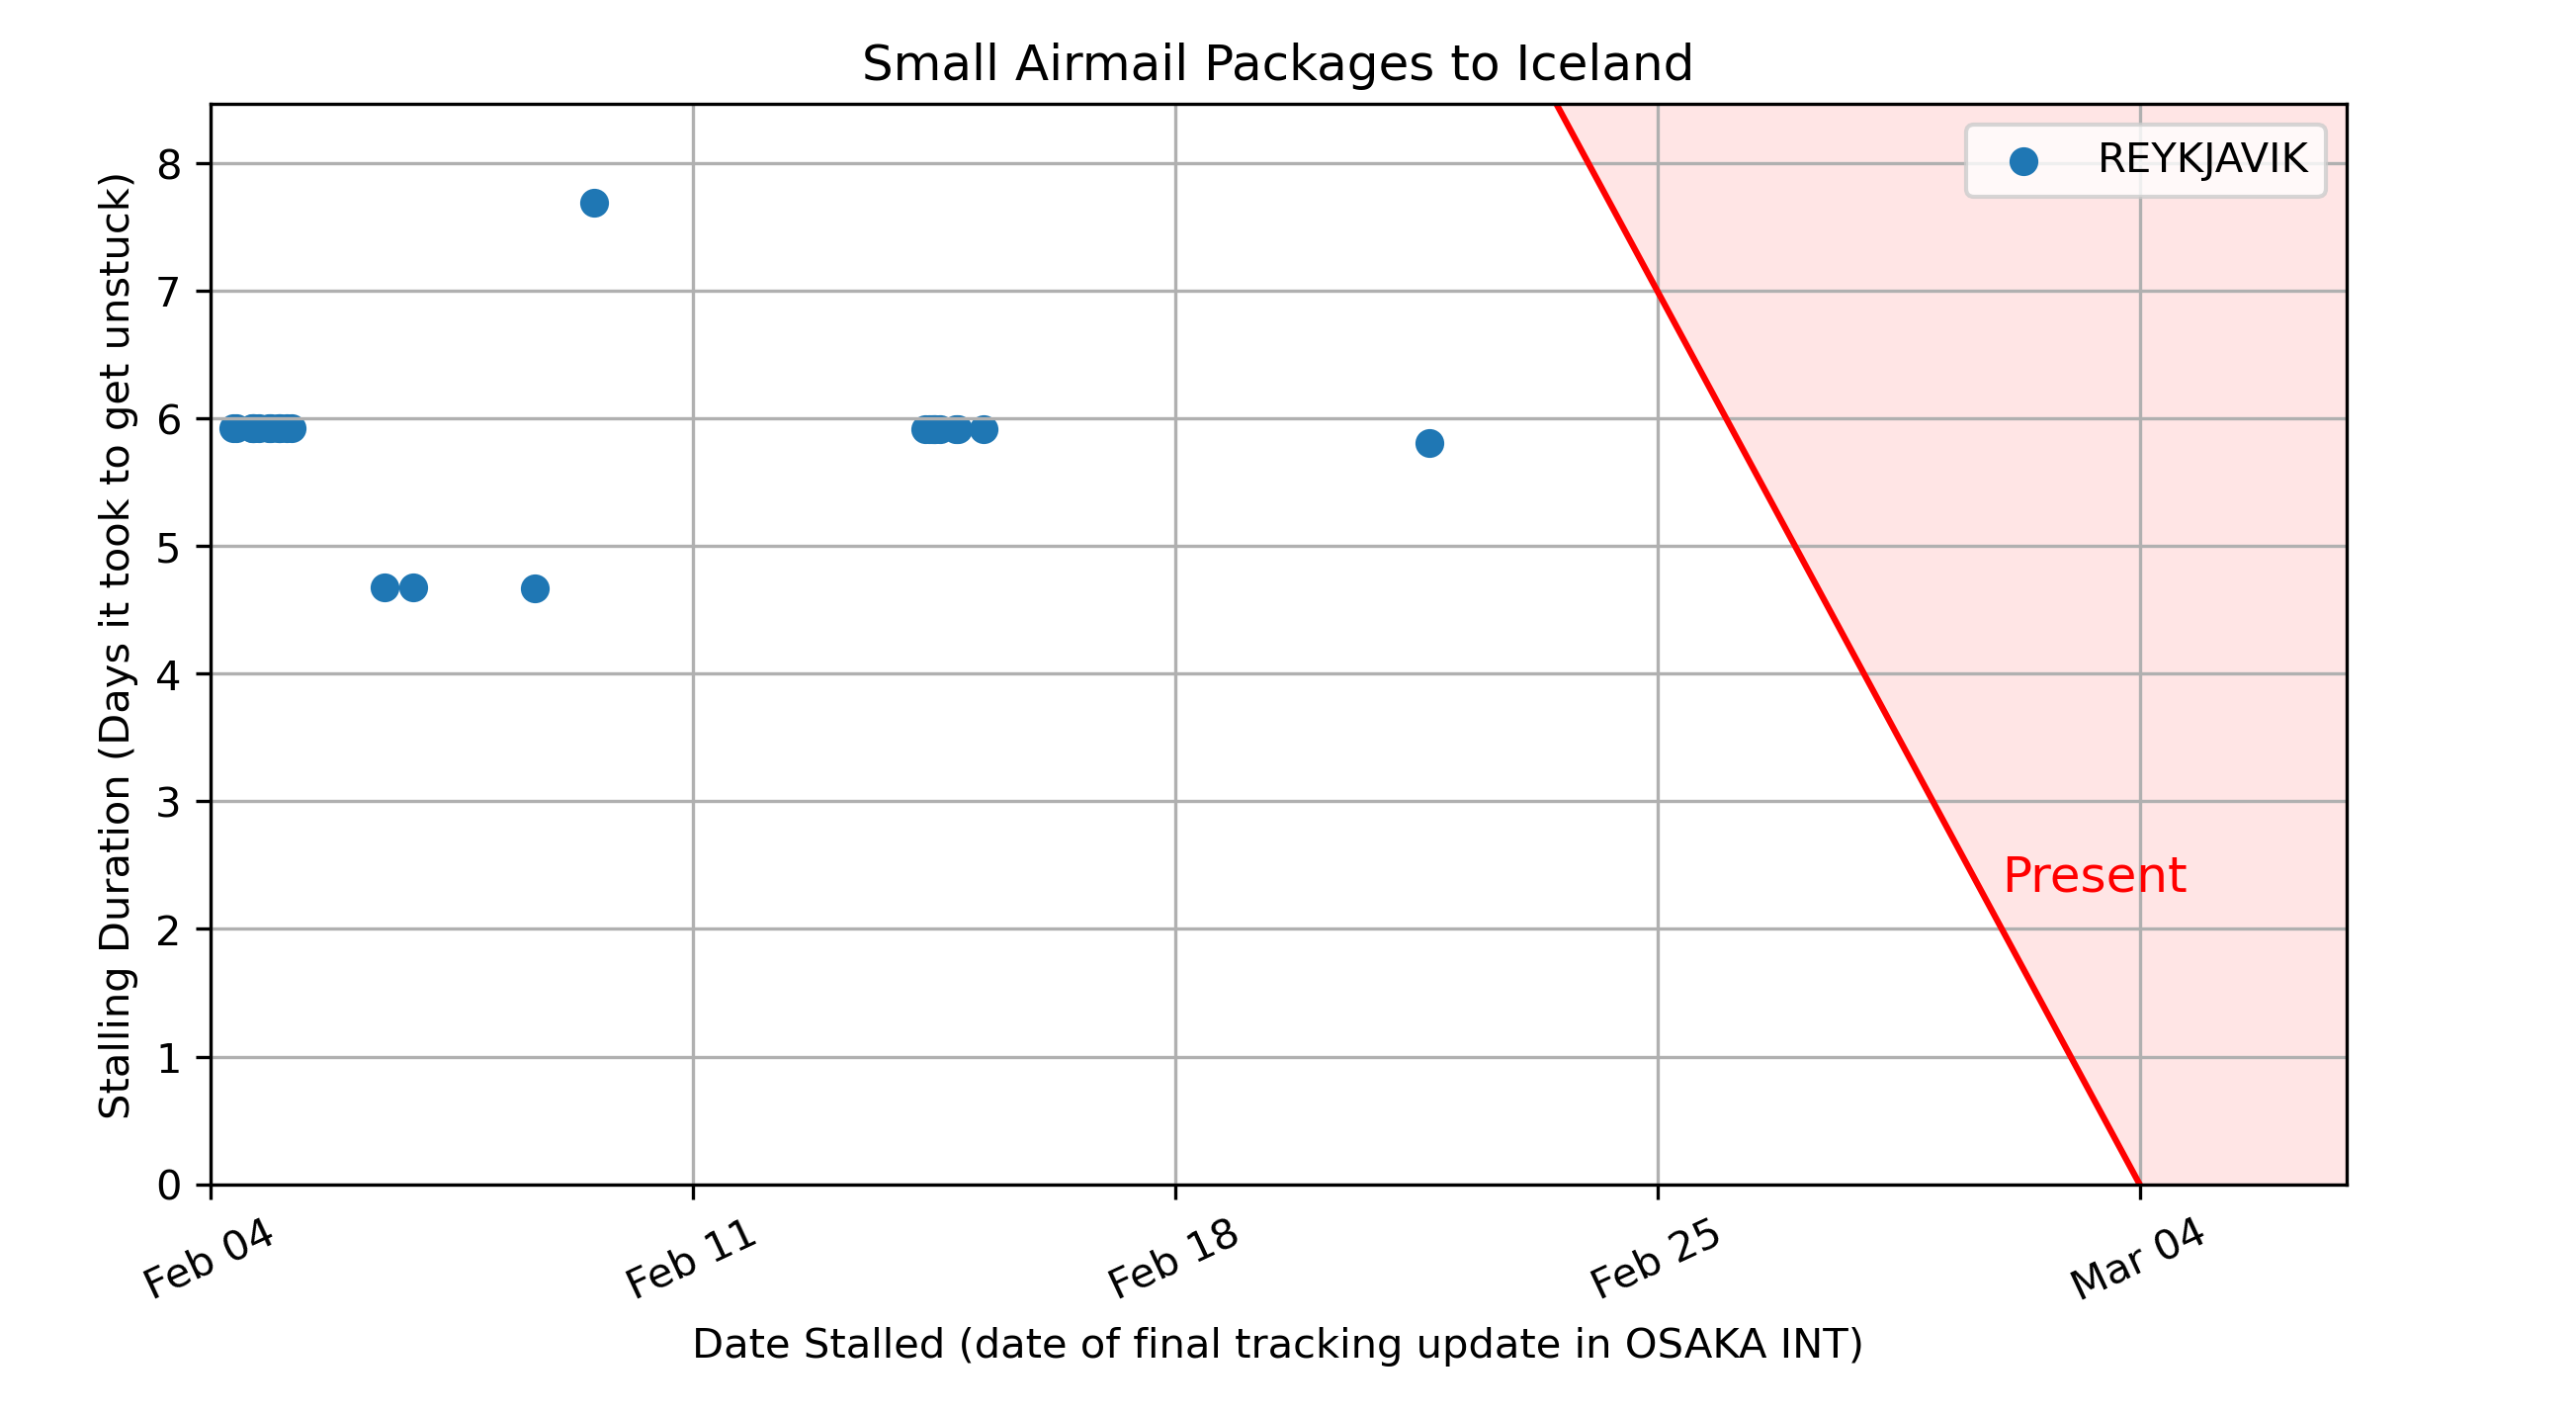 Small Airmail Packages to Iceland
REYKJAVIK
Present
Stalling Duration (Days it took to get unstuck)
8
7
6
5
4
3
2
1
0
Feb 04
Feb 11
Feb 18
Feb 25
Mar 04
Date Stalled (date of final tracking update in OSAKA INT)